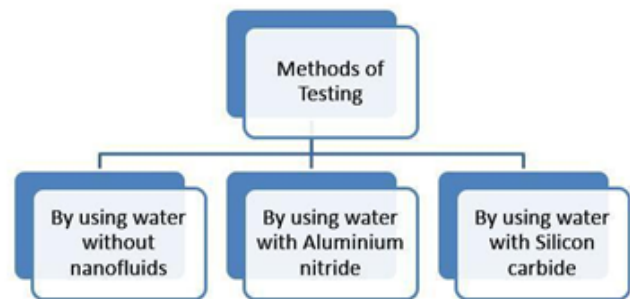 Methods of
Testing
By using water
without
nanofluids
By using water
with Aluminium
nitride
By using water
with Silicon
carbide